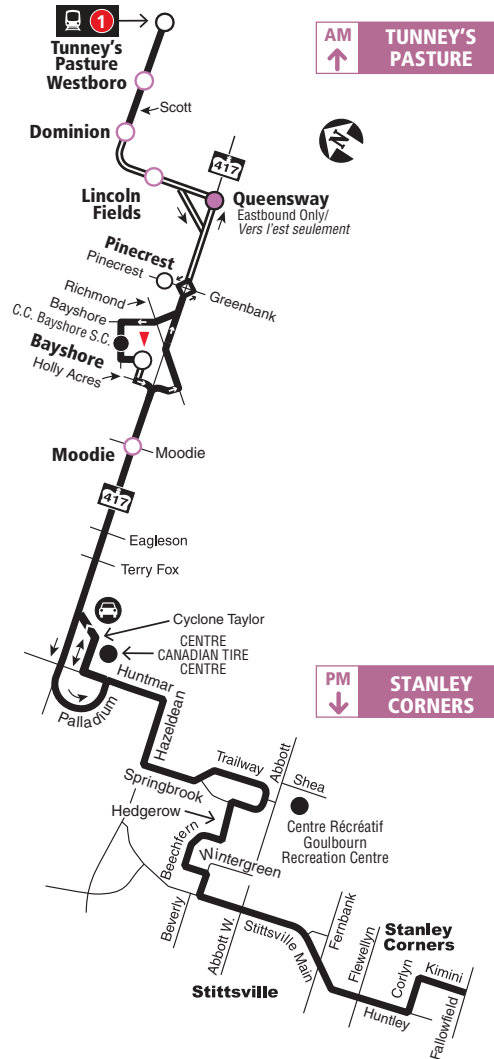 1
Tunney's
Pasture
Westboro
AM
TUNNEY'S
PASTURE
Scott
Dominion
N
417
Lincoln
Fields
Queensway
Eastbound Only/
Vers l'est seulement
Pinecrest
Pinecrest
Greenbank
Richmond
Bayshore
C.C. Bayshore S.C.
Bayshore
Holly Acres
Moodie
Moodie
417
Eagleson
Terry Fox
Cyclone Taylor
CENTRE
CANADIAN TIRE
CENTRE
Huntmar
Palladium
PM
STANLEY
CORNERS
Hazeldean
Trailway
Abbott
Shea
Springbrook
Hedgerow
Centre Récréatif
Goulbourn
Recreation Centre
Beechfern
Wintergreen
Beverly
Abbott W.
Stittsville Main
Fernbank
Stanley
Corners
Flewellyn
Corlyn
Kimini
Stittsville
Huntley
Fallowfield